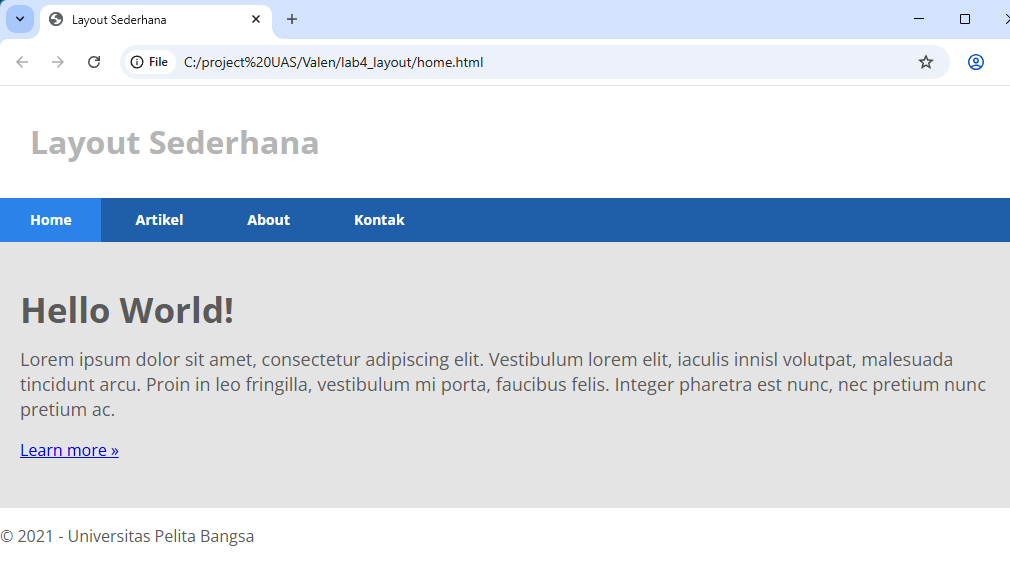 Layout Sederhana
File C:/project%20UAS/Valen/lab4_layout/home.html
Layout Sederhana
Home Artikel About Kontak
Hello World!
Lorem ipsum dolor sit amet, consectetur adipiscing elit. Vestibulum lorem elit, iaculis innisl volutpat, malesuada
tincidunt arcu. Proin in leo fringilla, vestibulum mi porta, faucibus felis. Integer pharetra est nunc, nec pretium nunc
pretium ac.
Learn more »
© 2021 - Universitas Pelita Bangsa